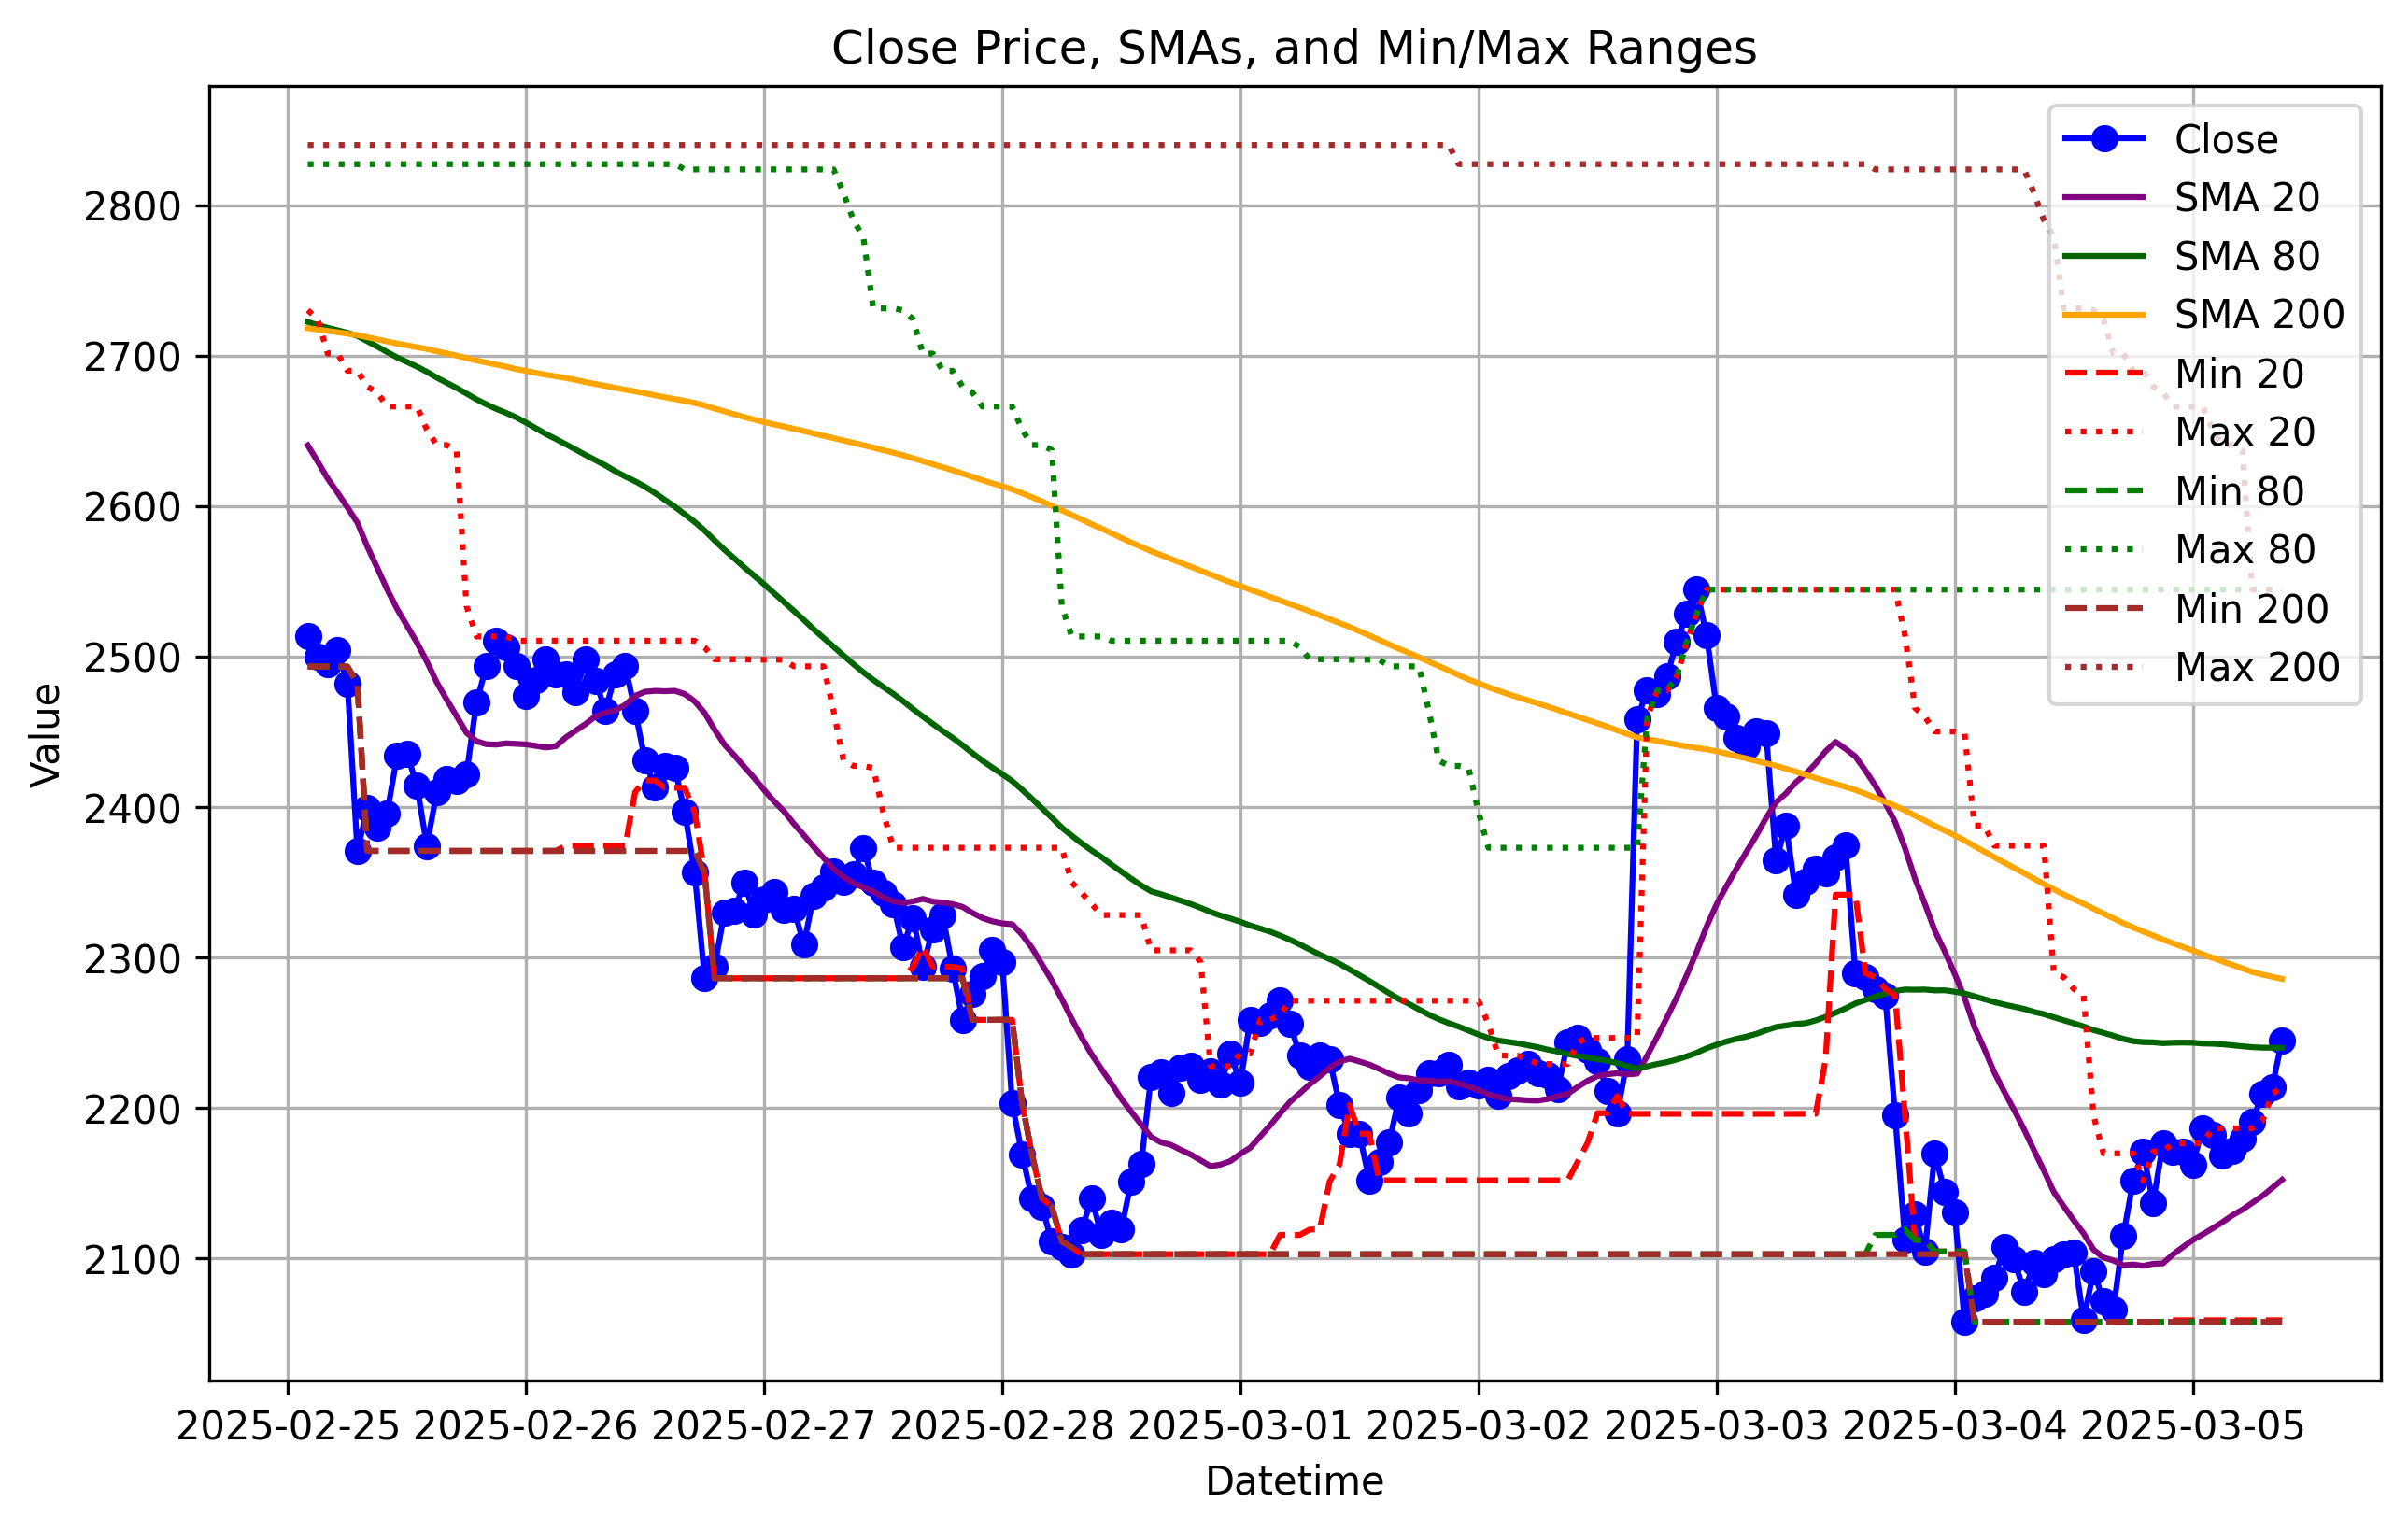 Close Price, SMAs, and Min/Max Ranges
Close
SMA 20
SMA 80
SMA 200
Min 20
Max 20
Min 80
Max 80
Min 200
Max 200
Value
2800
2700
2600
2500
2400
2300
2200
2100
2025-02-25 2025-02-26 2025-02-27 2025-02-28 2025-03-01 2025-03-02 2025-03-03 2025-03-04 2025-03-05
Datetime